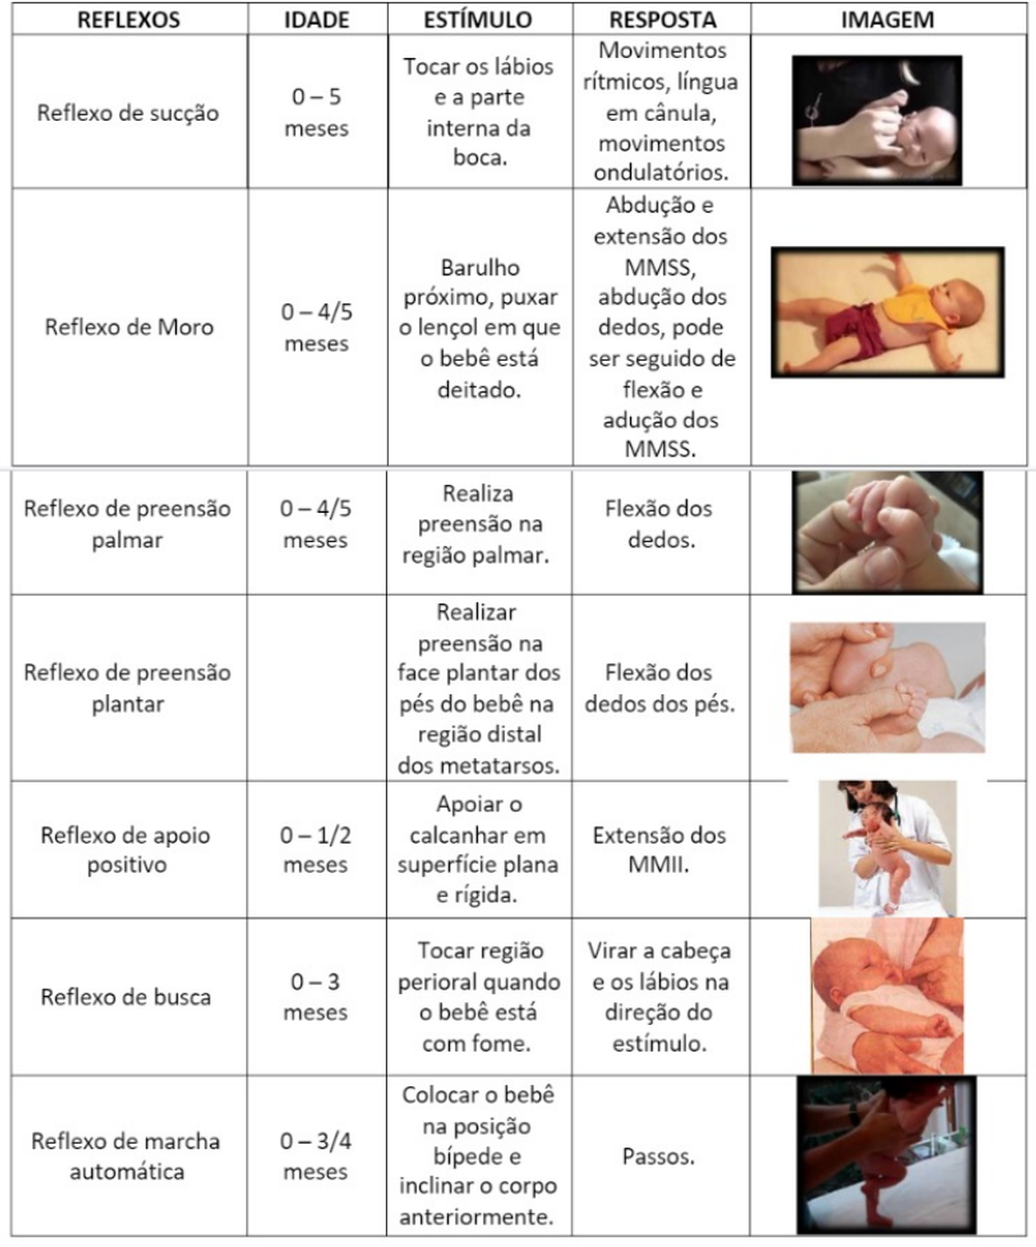 REFLEXOS IDADE ESTÍMULO RESPOSTA IMAGEM
Reflexo de sucção
0 – 5
meses
Tocar os lábios
e a parte
interna da
boca.
Movimentos
rítmicos, língua
em cânula,
movimentos
ondulatórios.
Reflexo de Moro
0 – 4/5
meses
Barulho
próximo, puxar
o lençol em que
o bebê está
deitado.
Abdução e
extensão dos
MMSS,
abdução dos
dedos, pode
ser seguido de
flexão e
adução dos
MMSS.
Reflexo de preensão
palmar
0 – 4/5
meses
Realiza
preensão na
região palmar.
Flexão dos
dedos.
Reflexo de preensão
plantar
Realizar
preensão na
face plantar dos
pés do bebê na
região distal
dos metatarsos.
Flexão dos
dedos dos pés.
Reflexo de apoio
positivo
0 – 1/2
meses
Apoiar o
calcanhar em
superfície plana
e rígida.
Extensão dos
MMII.
Reflexo de busca
0 – 3
meses
Tocar região
perioral quando
o bebê está
com fome.
Virar a cabeça
e os lábios na
direção do
estímulo.
Reflexo de marcha
automática
0 – 3/4
meses
Colocar o bebê
na posição
bípede e
inclinar o corpo
anteriormente.
Passos.